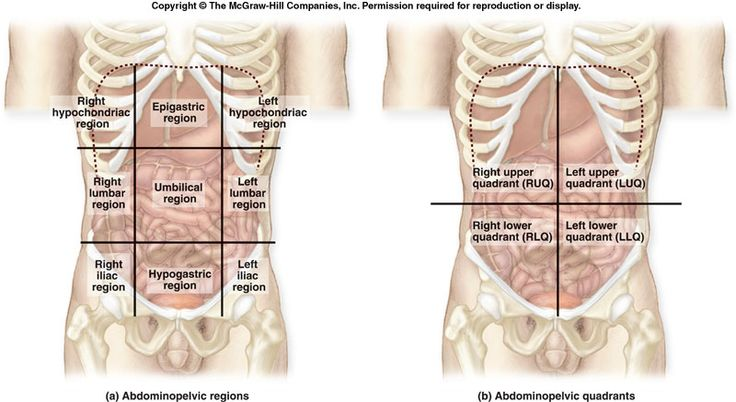 Copyright © The McGraw-Hill Companies, Inc. Permission required for reproduction or display.
Right
hypochondriac
region
Epigastric
region
Left
hypochondriac
region
Right
lumbar
region
Umbilical
region
Left
lumbar
region
Right
iliac
region
Hypogastric
region
Left
iliac
region
(a) Abdominopelvic regions
Right upper
quadrant (RUQ)
Left upper
quadrant (LUQ)
Right lower
quadrant (RLQ)
Left lower
quadrant (LLQ)
(b) Abdominopelvic quadrants